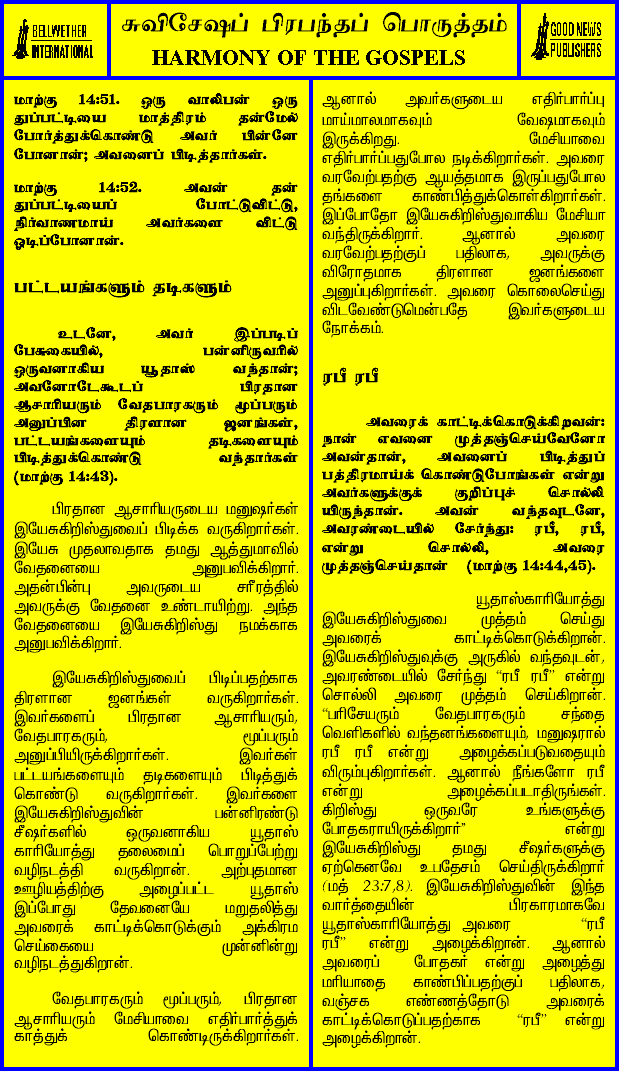 BELLWETHER
INTERNATIONAL
சுவிசேஷப் பிரபந்தப் பொருத்தம்
HARMONY OF THE GOSPELS
GOOD NEWS
PUBLISHERS
மாற்கு 14:51. ஒரு வாலிபன் ஒரு
துப்பட்டியை மாத்திரம் தன்மேல்
போர்த்துக்கொண்டு அவர் பின்னே
போனான்; அவனைப் பிடித்தார்கள்.
மாற்கு 14:52. அவன் தன்
துப்பட்டியைப் போட்டுவிட்டு,
நிர்வாணமாய் அவர்களை விட்டு
ஓடிப்போனான்.
பட்டயங்களும் தடிகளும்
உடனே, அவர் இப்படிப்
பேசுகையில், பன்னிருவரில்
ஒருவனாகிய யூதாஸ் வந்தான்;
அவனோடேகூடப் பிரதான
ஆசாரியரும் வேதபாரகரும் மூப்பரும்
அனுப்பின திரளான ஜனங்கள்,
பட்டயங்களையும் தடிகளையும்
பிடித்துக்கொண்டு வந்தார்கள்
(மாற்கு 14:43).
பிரதான ஆசாரியருடைய மனுஷர்கள்
இயேசுகிறிஸ்துவைப் பிடிக்க வருகிறார்கள்.
இயேசு முதலாவதாக தமது ஆத்துமாவில்
வேதனையை அனுபவிக்கிறார்.
அதன்பின்பு அவருடைய சரீரத்தில்
அவருக்கு வேதனை உண்டாயிற்று. அந்த
வேதனையை இயேசுகிறிஸ்து நமக்காக
அனுபவிக்கிறார்.
இயேசுகிறிஸ்துவைப் பிடிப்பதற்காக
திரளான ஜனங்கள் வருகிறார்கள்.
இவர்களைப் பிரதான ஆசாரியரும்,
வேதபாரகரும், மூப்பரும்
அனுப்பியிருக்கிறார்கள். இவர்கள்
பட்டயங்களையும் தடிகளையும் பிடித்துக்
கொண்டு வருகிறார்கள். இவர்களை
இயேசுகிறிஸ்துவின் பன்னிரண்டு
சீஷர்களில் ஒருவனாகிய யூதாஸ்
காரியோத்து தலைமைப் பொறுப்பேற்று
வழிநடத்தி வருகிறான். அற்புதமான
ஊழியத்திற்கு அழைப்பட்ட யூதாஸ்
இப்போது தேவனையே மறுதலித்து
அவரைக் காட்டிக்கொடுக்கும் அக்கிரம
செய்கையை முன்னின்று
வழிநடத்துகிறான்.
வேதபாரகரும் மூப்பரும், பிரதான
ஆசாரியரும் மேசியாவை எதிர்பார்த்துக்
காத்துக் கொண்டிருக்கிறார்கள்.
ஆனால் அவர்களுடைய எதிர்பார்ப்பு
மாய்மாலமாகவும் வேஷமாகவும்
இருக்கிறது. மேசியாவை
எதிர்பார்ப்பதுபோல நடிக்கிறார்கள். அவரை
வரவேற்பதற்கு ஆயத்தமாக இருப்பதுபோல
தங்களை காண்பித்துக்கொள்கிறார்கள்.
இப்போதோ இயேசுகிறிஸ்துவாகிய மேசியா
வந்திருக்கிறார். ஆனால் அவரை
வரவேற்பதற்குப் பதிலாக, அவருக்கு
விரோதமாக திரளான ஜனங்களை
அனுப்புகிறார்கள். அவரை கொலைசெய்து
விடவேண்டுமென்பதே இவர்களுடைய
நோக்கம்.
ரபீ ரபீ
அவரைக் காட்டிக்கொடுக்கிறவன்:
நான் எவனை முத்தஞ்செய்வேனோ
அவன்தான், அவனைப் பிடித்துப்
பத்திரமாய்க் கொண்டுபோங்கள் என்று
அவர்களுக்குக் குறிப்புச் சொல்லி
யிருந்தான். அவன் வந்தவுடனே,
அவரண்டையில் சேர்ந்து: ரபீ, ரபீ,
என்று சொல்லி, அவரை
முத்தஞ்செய்தான் (மாற்கு 14:44,45).
யூதாஸ்காரியோத்து
இயேசுகிறிஸ்துவை முத்தம் செய்து
அவரைக் காட்டிக்கொடுக்கிறான்.
இயேசுகிறிஸ்துவுக்கு அருகில் வந்தவுடன்,
அவரண்டையில் சேர்ந்து “ரபீ ரபீ” என்று
சொல்லி அவரை முத்தம் செய்கிறான்.
“பரிசேயரும் வேதபாரகரும் சந்தை
வெளிகளில் வந்தனங்களையும், மனுஷரால்
ரபீ ரபீ என்று அழைக்கப்படுவதையும்
விரும்புகிறார்கள். ஆனால் நீங்களோ ரபீ
என்று அழைக்கப்படாதிருங்கள்.
கிறிஸ்து ஒருவரே உங்களுக்கு
போதகராயிருக்கிறார்” என்று
இயேசுகிறிஸ்து தமது சீஷர்களுக்கு
ஏற்கெனவே உபதேசம் செய்திருக்கிறார்
(மத் 23:7,8). இயேசுகிறிஸ்துவின் இந்த
வார்த்தையின் பிரகாரமாகவே
யூதாஸ்காரியோத்து அவரை “ரபீ
ரபீ” என்று அழைக்கிறான். ஆனால்
அவரைப் போதகர் என்று அழைத்து
மரியாதை காண்பிப்பதற்குப் பதிலாக,
வஞ்சக எண்ணத்தோடு அவரைக்
காட்டிக்கொடுப்பதற்காக “ரபீ” என்று
அழைக்கிறான்.